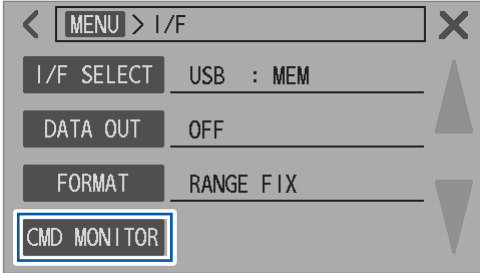 MENU > I/F
I/F SELECT USB : MEM
DATA OUT OFF
FORMAT RANGE FIX
CMD MONITOR